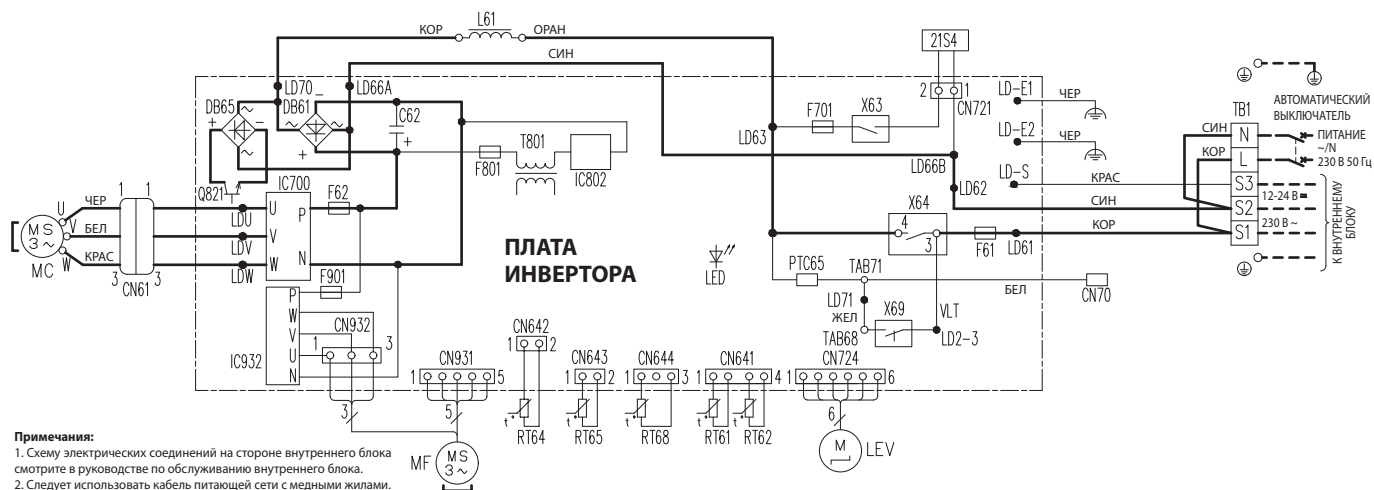 КОР
L61
ОРАН
СИН
21S4
2
1
CN721
LD-E1
ЧЕР
LD-E2
ЧЕР
LD-S
КРАС
TB1
АВТОМАТИЧЕСКИЙ
ВЫКЛЮЧАТЕЛЬ
СИН
N
ПИТАНИЕ
~/N
230 В 50 Гц
КОР
L
S3
12-24 В
S2
СИН
230 В ~
S1
КОР
К ВНУТРЕННЕМУ
БЛОКУ
LD70
LD66A
DB65
DB61
~
+
-
~
~
-
~
+
C62
+
F801
T801
IC802
F701
X63
LD63
LD66B
LD62
X64
4
3
F61
LD61
Q821
IC700
F62
U
V
W
P
N
LDU
LDV
LDW
ЧЕР
БЕЛ
КРАС
U
V
W
MS
3 ~
MC
1
1
3
3
CN61
ПЛАТА
ИНВЕРТОРА
LED
PTC65
TAB71
LD71
ЖЕЛ
X69
TAB68
VLT
LD2-3
БЕЛ
CN70
F901
P
W
V
U
N
IC932
CN932
1
3
3
CN931
1
5
5
MS
3 ~
MF
CN642
1
2
t°
RT64
CN643
1
2
t°
RT65
CN644
1
3
t°
RT68
CN641
1
4
t°
RT61
t°
RT62
CN724
1
6
6
M
LEV
Примечания:
1. Схему электрических соединений на стороне внутреннего блока
смотрите в руководстве по обслуживанию внутреннего блока.
2. Следует использовать кабель питающей сети с медными жилами.